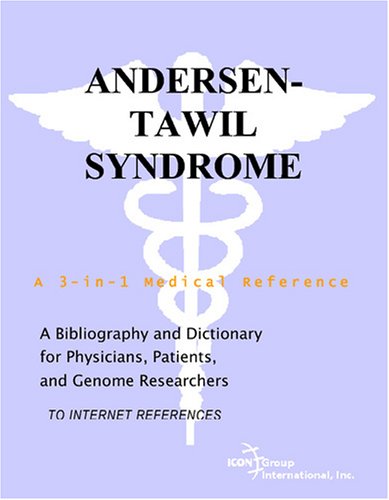 ANDERSEN-
TAWIL
SYNDROME
A 3-in-1 Medical Reference
A Bibliography and Dictionary
for Physicians, Patients,
and Genome Researchers
TO INTERNET REFERENCES
ICON Group
International, Inc.